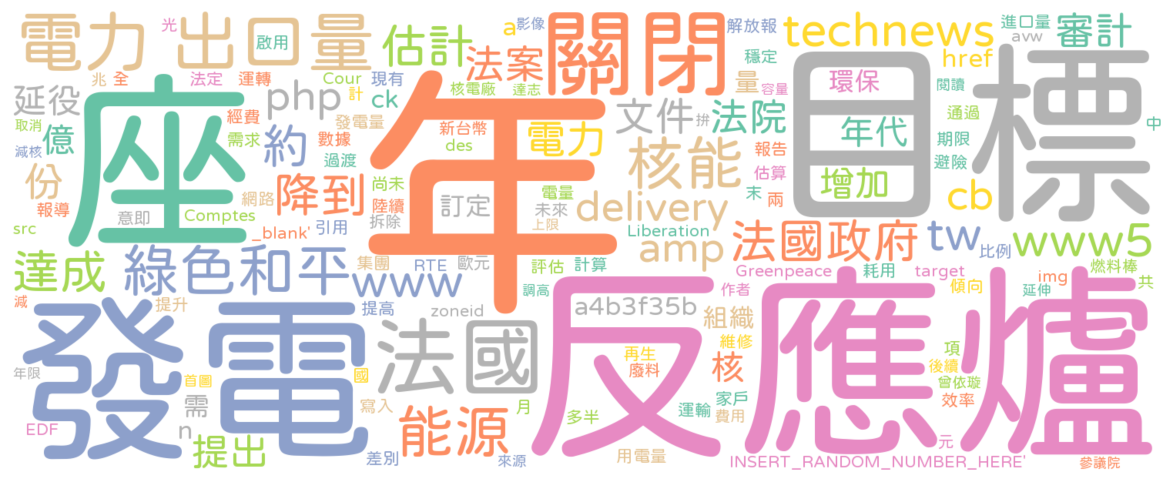 電力
光
出口量
啟用
估計
a
影像
關閉
解放報
technews
進口量
avw
審計
兆
全
法定
運轉
Cour
計
現有
法案
核電廠
達志
穩定
量
容量
環保
href
閱讀
目標
延役
座
php
ck
年
文件
拚
法院
年代
通過
期限
中
取消
億
減核
經費
需求
約
發電量
數據
過渡
新台幣
des
電力
核能
報告
估算
增加
避險
份
報導
網路
降到
尚未
陸續
拆除
訂定
電量
未來
上限
delivery
末
兩
cb
src
意即
Comptes
_blank'
引用
Liberation
amp
法國政府
tw
比例
www5
達成
綠色和平
集團
www
RTE
歐元
評估
計算
調高
Greenpeace
作者
耗用
target
傾向
img
延伸
燃料棒
共
減
提升
提高
zoneid
反應爐
a4b3f35b
組織
維修
發電
法國
年限
首圖
國
再生
廢料
核
項
後續
曾依璇
效率
需
n
寫入
能源
月
多半
運輸
家戶
費用
EDF
提出
差別
來源
用電量
INSERT_RANDOM_NUMBER_HERE'
元
參議院